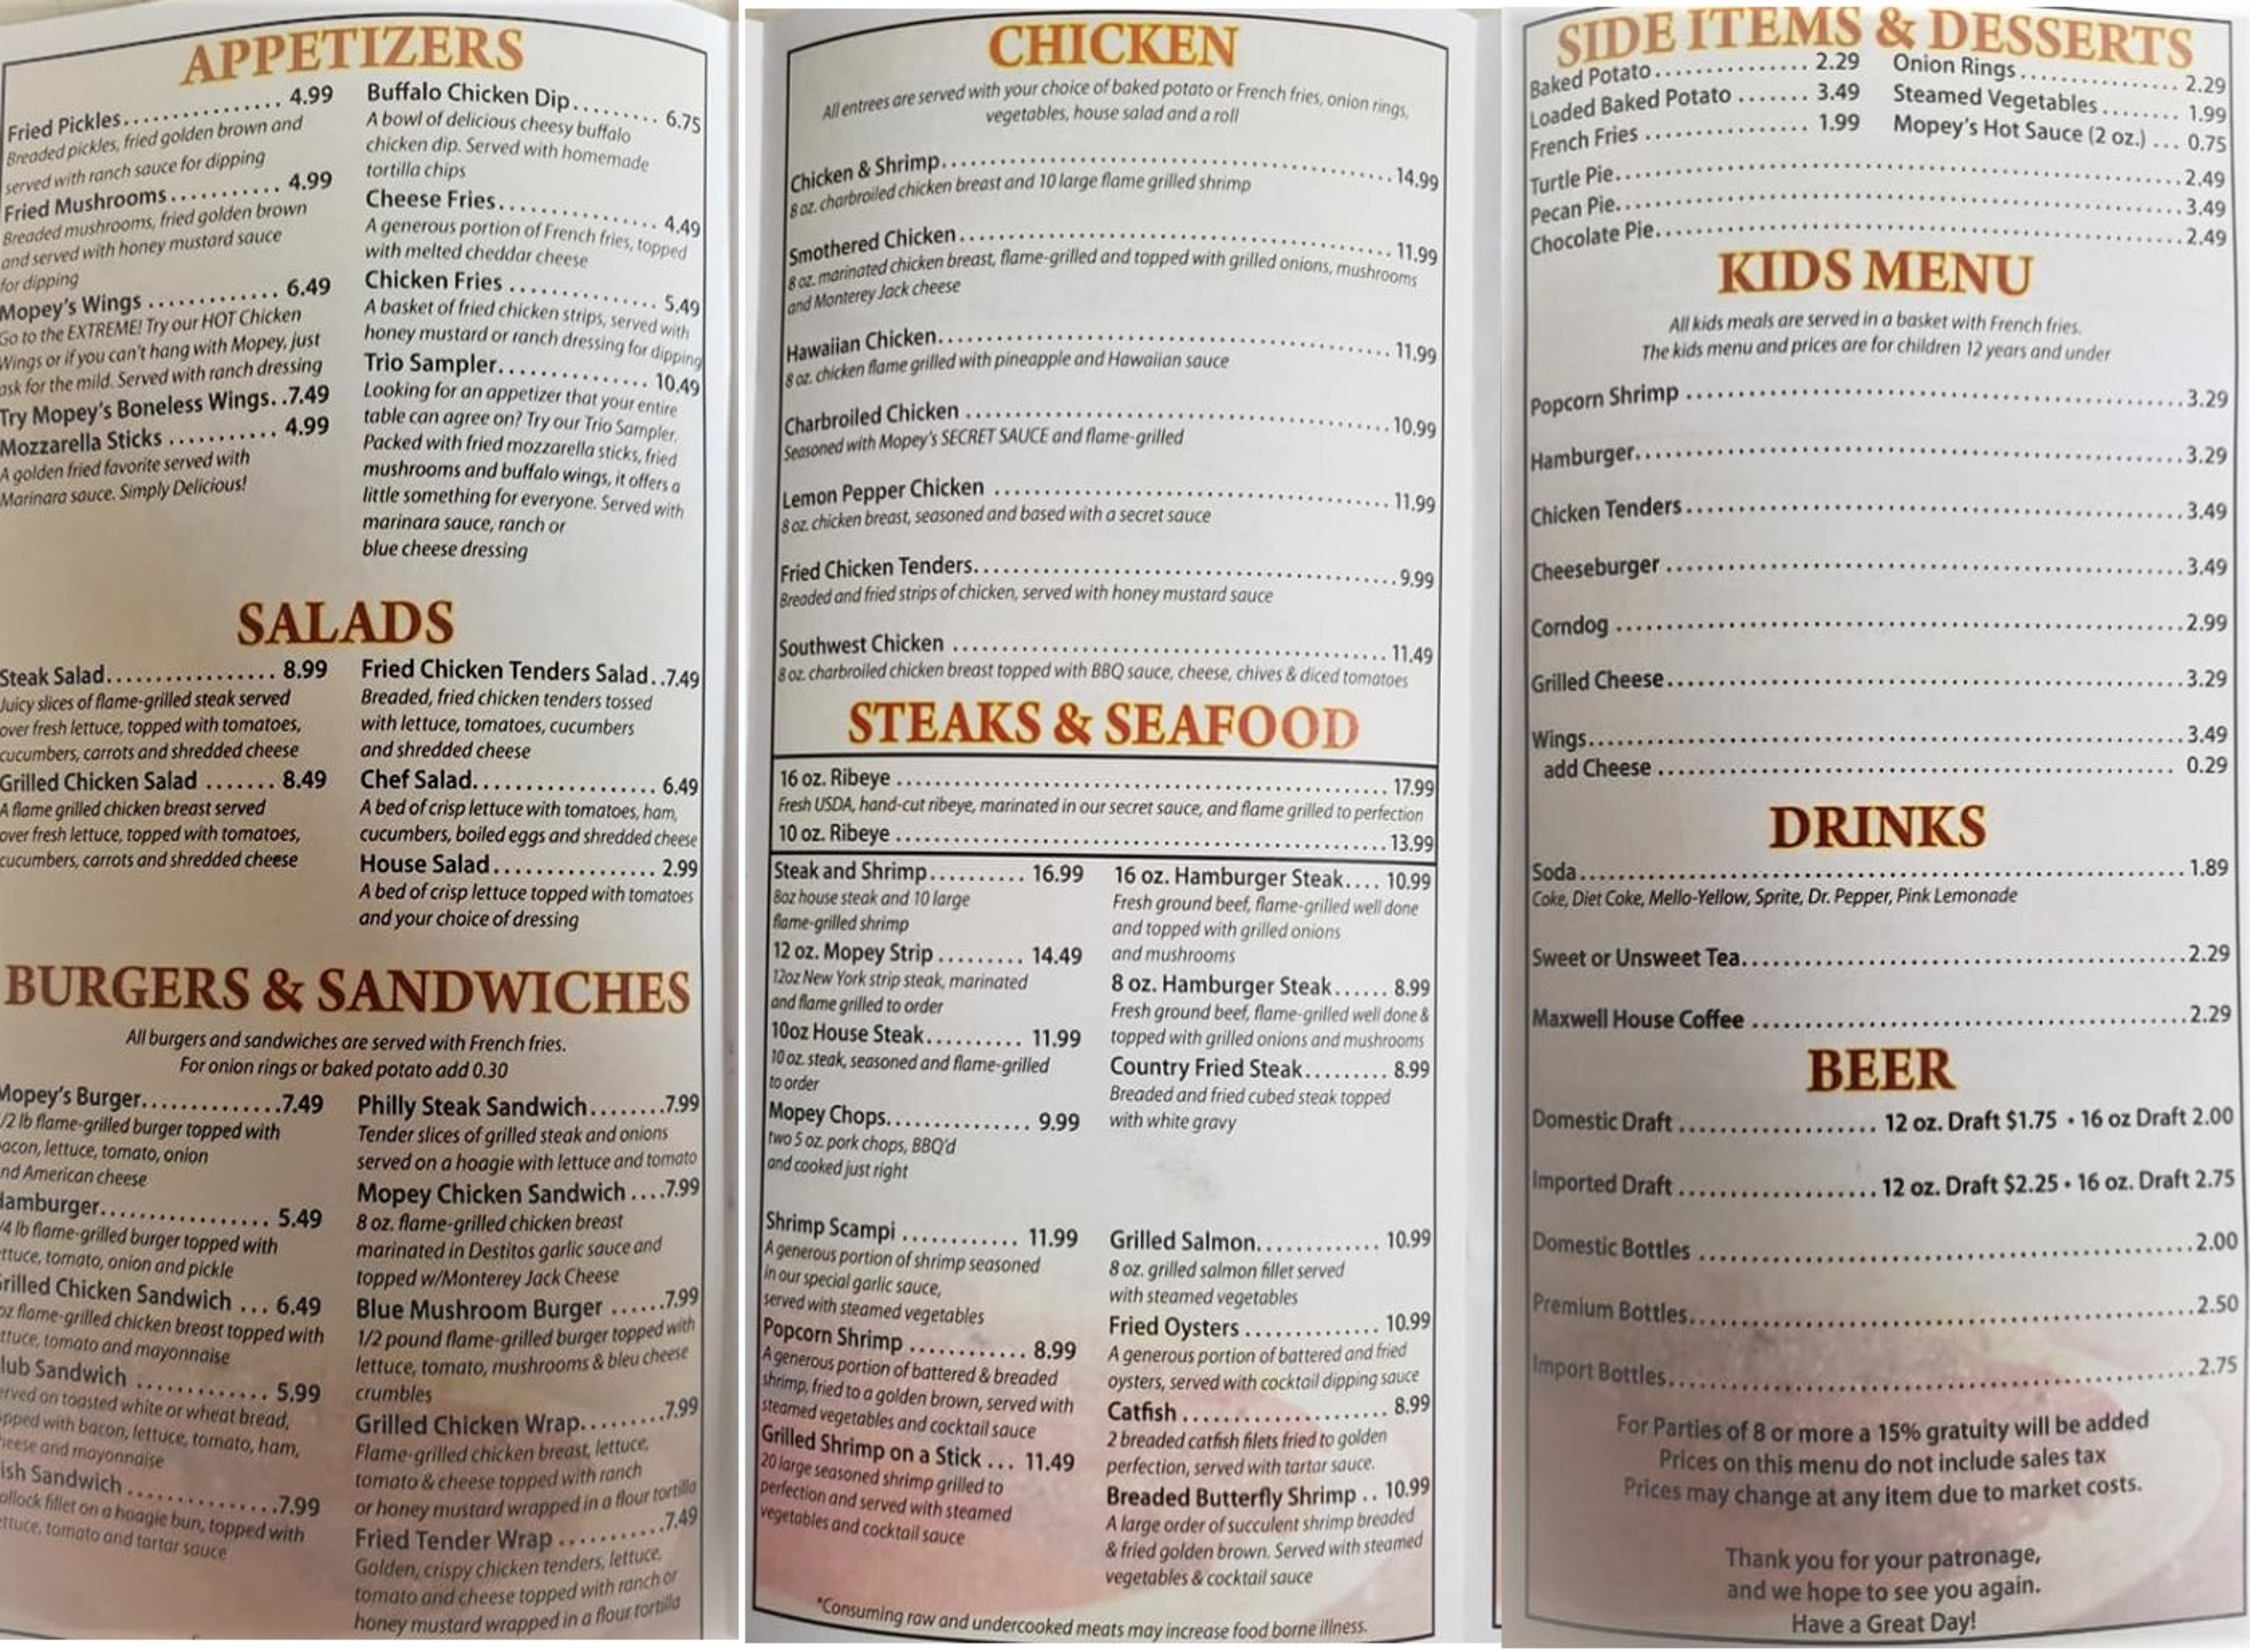 APPETIZERS
Fried Pickles.............. 4.99
Breaded pickles, fried golden brown and
served with ranch sauce for dipping
Fried Mushrooms.......... 4.99
Breaded mushrooms, fried golden brown
and served with honey mustard sauce
for dipping
Mopey's Wings ............. 6.49
Go to the EXTREME! Try our HOT Chicken
Wings or if you can't hang with Mopey, just
ask for the mild. Served with ranch dressing
Try Mopey's Boneless Wings. .7.49
Mozzarella Sticks ........... 4.99
A golden fried favorite served with
Marinara sauce. Simply Delicious!
Buffalo Chicken Dip........ 6.75
A bowl of delicious cheesy buffalo
chicken dip. Served with homemade
tortilla chips
Cheese Fries................ 4.49
A generous portion of French fries, topped
with melted cheddar cheese
Chicken Fries ............... 5.49
A basket of fried chicken strips, served with
honey mustard or ranch dressing for dipping
Trio Sampler............... 10.49
Looking for an appetizer that your entire
table can agree on? Try our Trio Sampler.
Packed with fried mozzarella sticks, fried
mushrooms and buffalo wings, it offers a
little something for everyone. Served with
marinara sauce, ranch or
blue cheese dressing
SALADS
Steak Salad................. 8.99
Juicy slices of flame-grilled steak served
over fresh lettuce, topped with tomatoes,
cucumbers, carrots and shredded cheese
Grilled Chicken Salad ....... 8.49
A flame grilled chicken breast served
over fresh lettuce, topped with tomatoes,
cucumbers, carrots and shredded cheese
Fried Chicken Tenders Salad. .7.49
Breaded, fried chicken tenders tossed
with lettuce, tomatoes, cucumbers
and shredded cheese
Chef Salad.................. 6.49
A bed of crisp lettuce with tomatoes, ham,
cucumbers, boiled eggs and shredded cheese
House Salad................ 2.99
A bed of crisp lettuce topped with tomatoes
and your choice of dressing
BURGERS & SANDWICHES
All burgers and sandwiches are served with French fries.
For onion rings or baked potato add 0.30
Mopey's Burger..............7.49
/2 lb flame-grilled burger topped with
acon, lettuce, tomato, onion
nd American cheese
amburger................. 5.49
/4 lb flame-grilled burger topped with
ttuce, tomato, onion and pickle
rilled Chicken Sandwich ... 6.49
oz flame-grilled chicken breast topped with
ttuce, tomato and mayonnaise
lub Sandwich ............. 5.99
rved on toasted white or wheat bread,
pped with bacon, lettuce, tomato, ham,
heese and mayonnaise
ish Sandwich ..............7.99
ollock fillet on a hoagie bun, topped with
ttuce, tomato and tartar sauce
Philly Steak Sandwich........7.99
Tender slices of grilled steak and onions
served on a hoagie with lettuce and tomato
Mopey Chicken Sandwich ....7.99
8 oz. flame-grilled chicken breast
marinated in Destitos garlic sauce and
topped w/Monterey Jack Cheese
Blue Mushroom Burger ......7.99
1/2 pound flame-grilled burger topped with
lettuce, tomato, mushrooms & bleu cheese
crumbles
Grilled Chicken Wrap.........7.99
Flame-grilled chicken breast, lettuce,
tomato & cheese topped with ranch
or honey mustard wrapped in a flour tortilla
Fried Tender Wrap ...........7.49
Golden, crispy chicken tenders, lettuce,
tomato and cheese topped with ranch or
honey mustard wrapped in a flour tortilla
CHICKEN
All entrees are served with your choice of baked potato or French fries, onion rings,
vegetables, house salad and a roll
Chicken & Shrimp.......................................... 14.99
8 oz. charbroiled chicken breast and 10 large flame grilled shrimp
Smothered Chicken........................................ 11.99
8 oz. marinated chicken breast, flame-grilled and topped with grilled onions, mushrooms
and Monterey Jack cheese
Hawaiian Chicken.......................................... 11.99
8 oz. chicken flame grilled with pineapple and Hawaiian sauce
Charbroiled Chicken ....................................... 10.99
Seasoned with Mopey's SECRET SAUCE and flame-grilled
Lemon Pepper Chicken .................................... 11.99
8 oz. chicken breast, seasoned and based with a secret sauce
Fried Chicken Tenders...................................... 9.99
Breaded and fried strips of chicken, served with honey mustard sauce
Southwest Chicken ........................................ 11.49
8 oz. charbroiled chicken breast topped with BBQ sauce, cheese, chives & diced tomatoes
STEAKS & SEAFOOD
16 oz. Ribeye ............................................. 17.99
Fresh USDA, hand-cut ribeye, marinated in our secret sauce, and flame grilled to perfection
10 oz. Ribeye ............................................. 13.99
Steak and Shrimp.......... 16.99
8oz house steak and 10 large
flame-grilled shrimp
12 oz. Mopey Strip ......... 14.49
12oz New York strip steak, marinated
and flame grilled to order
10oz House Steak.......... 11.99
10 oz. steak, seasoned and flame-grilled
to order
Mopey Chops............... 9.99
two 5 oz. pork chops, BBQ'd
and cooked just right
16 oz. Hamburger Steak.... 10.99
Fresh ground beef, flame-grilled well done
and topped with grilled onions
and mushrooms
8 oz. Hamburger Steak...... 8.99
Fresh ground beef, flame-grilled well done &
topped with grilled onions and mushrooms
Country Fried Steak......... 8.99
Breaded and fried cubed steak topped
with white gravy
Shrimp Scampi ............ 11.99
A generous portion of shrimp seasoned
in our special garlic sauce,
served with steamed vegetables
Popcorn Shrimp ............ 8.99
A generous portion of battered & breaded
shrimp, fried to a golden brown, served with
steamed vegetables and cocktail sauce
Grilled Shrimp on a Stick ... 11.49
20 large seasoned shrimp grilled to
perfection and served with steamed
vegetables and cocktail sauce
Grilled Salmon............. 10.99
8 oz. grilled salmon fillet served
with steamed vegetables
Fried Oysters .............. 10.99
A generous portion of battered and fried
oysters, served with cocktail dipping sauce
Catfish ..................... 8.99
2 breaded catfish filets fried to golden
perfection, served with tartar sauce.
Breaded Butterfly Shrimp .. 10.99
A large order of succulent shrimp breaded
& fried golden brown. Served with steamed
vegetables & cocktail sauce
*Consuming raw and undercooked meats may increase food borne illness.
SIDE ITEMS & DESSERTS
Baked Potato................ 2.29
Loaded Baked Potato ....... 3.49
French Fries ................. 1.99
Onion Rings................. 2.29
Steamed Vegetables ........ 1.99
Mopey's Hot Sauce (2 oz.) ... 0.75
Turtle Pie.................................................2.49
Pecan Pie.................................................3.49
Chocolate Pie.............................................2.49
KIDS MENU
All kids meals are served in a basket with French fries.
The kids menu and prices are for children 12 years and under
Popcorn Shrimp ...........................................3.29
Hamburger................................................3.29
Chicken Tenders...........................................3.49
Cheeseburger .............................................3.49
Corndog ..................................................2.99
Grilled Cheese.............................................3.29
Wings.....................................................3.49
add Cheese ............................................... 0.29
DRINKS
Soda...................................................... 1.89
Coke, Diet Coke, Mello-Yellow, Sprite, Dr. Pepper, Pink Lemonade
Sweet or Unsweet Tea......................................2.29
Maxwell House Coffee .....................................2.29
BEER
Domestic Draft ................... 12 oz. Draft $1.75 • 16 oz Draft 2.00
Imported Draft ................... 12 oz. Draft $2.25 • 16 oz. Draft 2.75
Domestic Bottles ..........................................2.00
Premium Bottles...........................................2.50
Import Bottles.............................................2.75
For Parties of 8 or more a 15% gratuity will be added
Prices on this menu do not include sales tax
Prices may change at any item due to market costs.
Thank you for your patronage,
and we hope to see you again.
Have a Great Day!